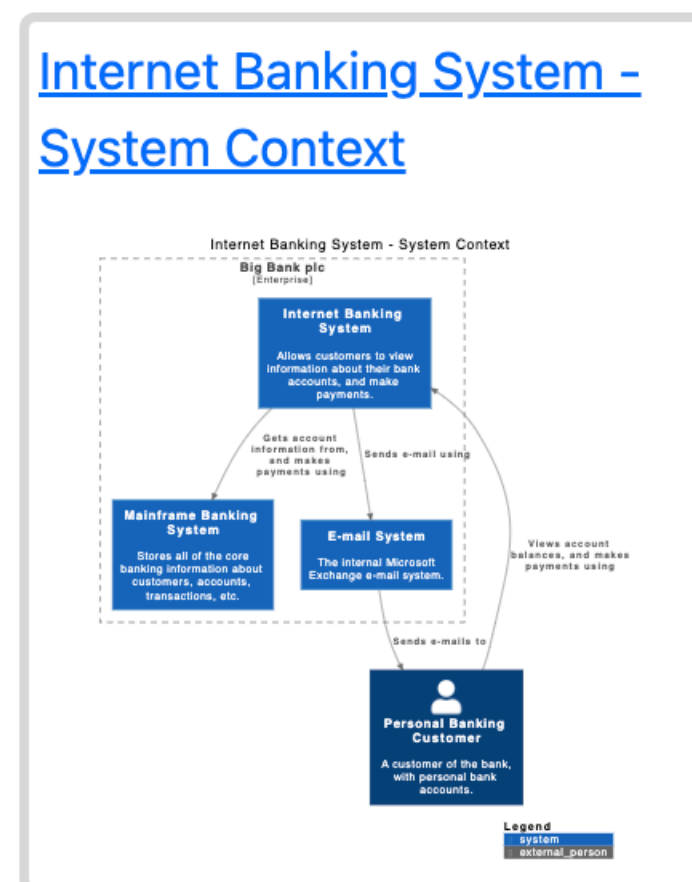 Internet Banking System -
System Context
Internet Banking System - System Context
Big Bank plc
[Enterprise]
Internet Banking
System
Allows customers to view
information about their bank
accounts, and make
payments.
Gets account
information from,
and makes
payments using
Sends e-mail using
Mainframe Banking
System
Stores all of the core
banking information about
customers, accounts,
transactions, etc.
E-mail System
The internal Microsoft
Exchange e-mail system.
Views account
balances, and makes
payments using
Sends e-mails to
Personal Banking
Customer
A customer of the bank,
with personal bank
accounts.
Legend
system
external_person